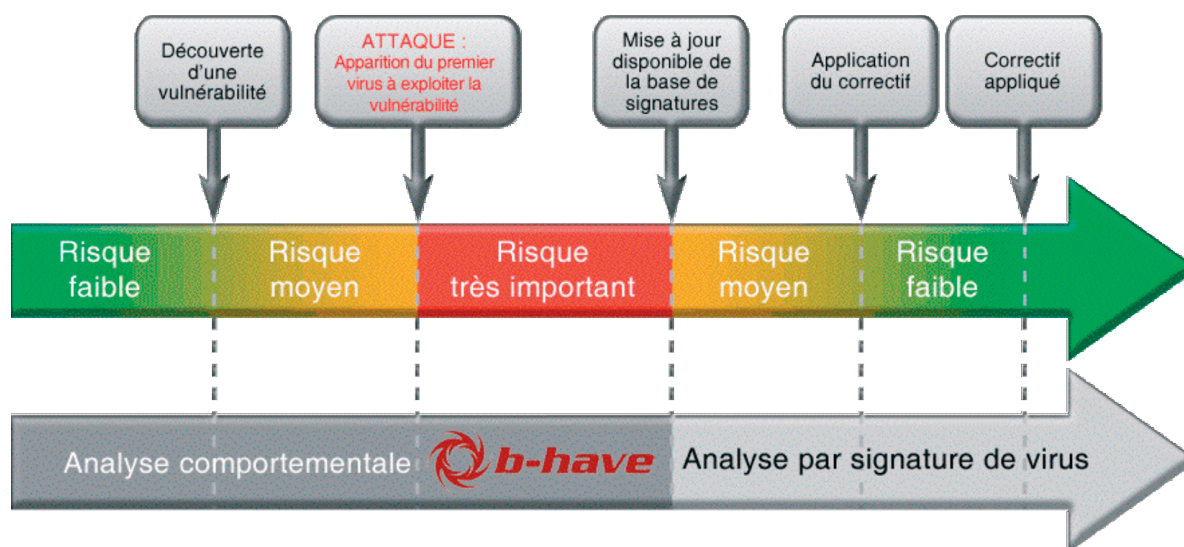 Découverte
d'une
vulnérabilité
ATTAQUE :
Apparition du premier
virus à exploiter la
vulnérabilité
Mise à jour
disponible de
la base de
signatures
Application
du correctif
Correctif
appliqué
Risque
faible
Risque
moyen
Risque
très important
Risque
moyen
Risque
faible
Analyse comportementale
b-have
Analyse par signature de virus